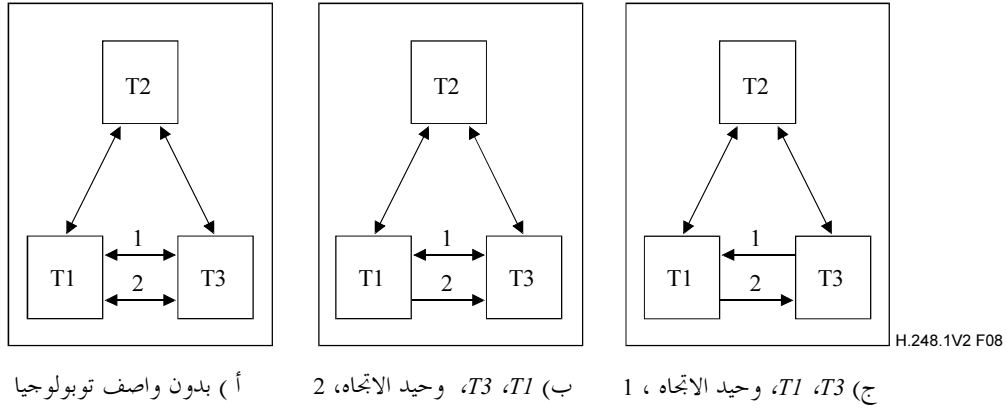 T2
1
T1
T3
2
T2
1
T1
T3
2
T2
1
T1
T3
2
H.248.1V2 F08
أ ) بدون واصف توبولوجيا
ب) T1، T3، وحيد الاتجاه، 2
ج) T3، T1، وحيد الاتجاه ، 1